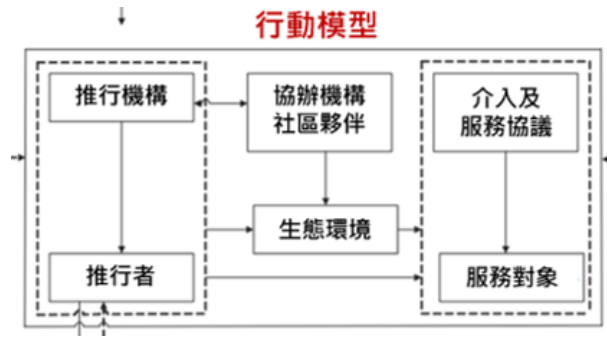 行動模型
推行機構
協辦機構
社區夥伴
介入及
服務協議
生態環境
推行者
服務對象